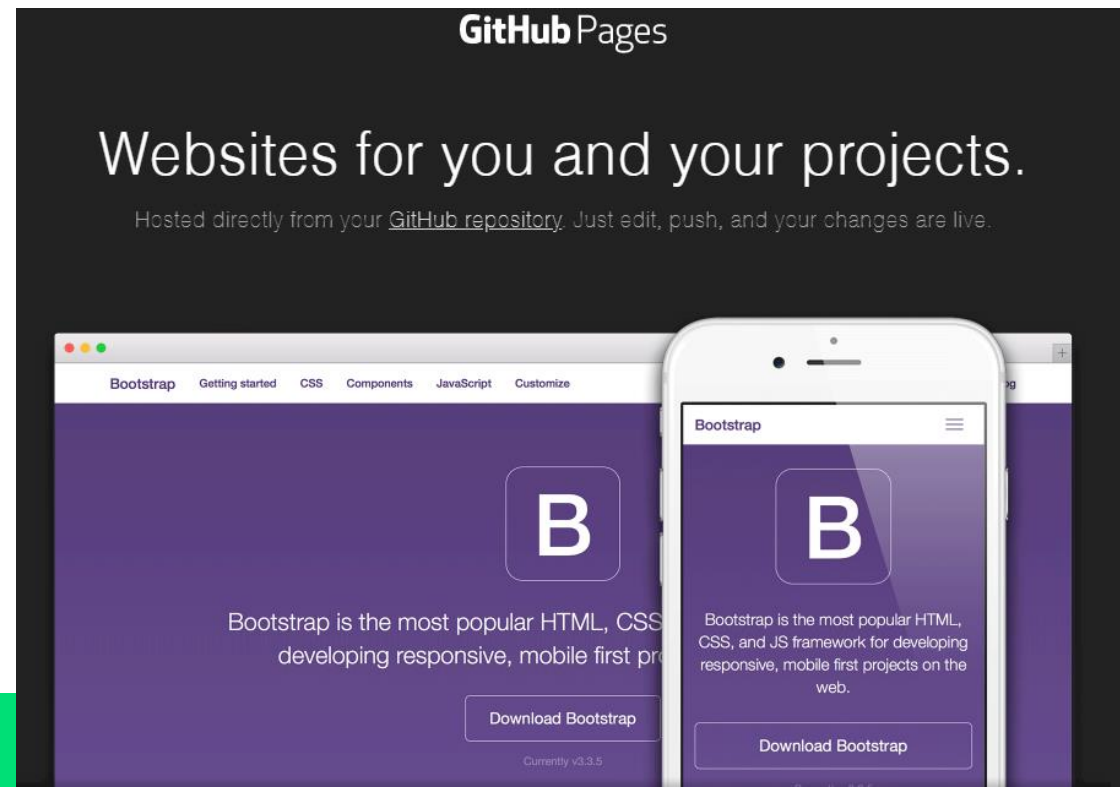 GitHub Pages
Websites for you and your projects.
Hosted directly from your GitHub repository. Just edit, push, and your changes are live.
Bootstrap Getting started CSS Components JavaScript Customize
B
Bootstrap is the most popular HTML, CSS
developing responsive, mobile first
Download Bootstrap
Currently v3.3.5
Bootstrap
B
Bootstrap is the most popular HTML,
CSS, and JS framework for developing
responsive, mobile first projects on the
web.
Download Bootstrap